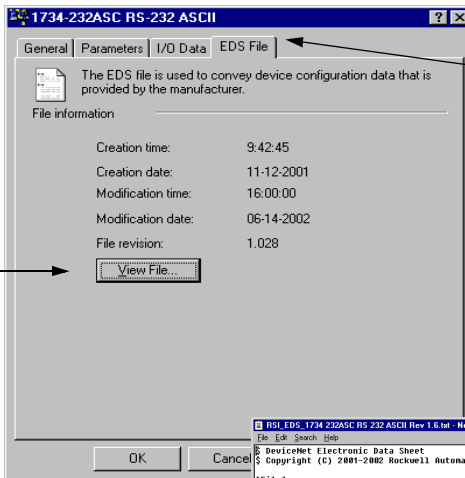 1734-232ASC RS-232 ASCII
General Parameters I/O Data EDS File
The EDS file is used to convey device configuration data that is
provided by the manufacturer.
File information
Creation time: 9:42:45
Creation date: 11-12-2001
Modification time: 16:00:00
Modification date: 06-14-2002
File revision: 1.028
View File...
OK Cancel
RSI_EDS_1734 232ASC RS 232 ASCII Rev 1.6.txt - No
File Edit Search Help
$ DeviceNet Electronic Data Sheet
$ Copyright (C) 2001-2002 Rockwell Automa